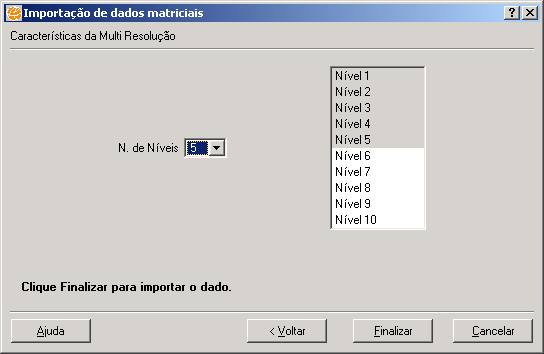 Importação de dados matriciais
Características da Multi Resolução
N. de Níveis 5
Nível 1
Nível 2
Nível 3
Nível 4
Nível 5
Nível 6
Nível 7
Nível 8
Nível 9
Nível 10
Clique Finalizar para importar o dado.
Ajuda < Voltar Finalizar Cancelar